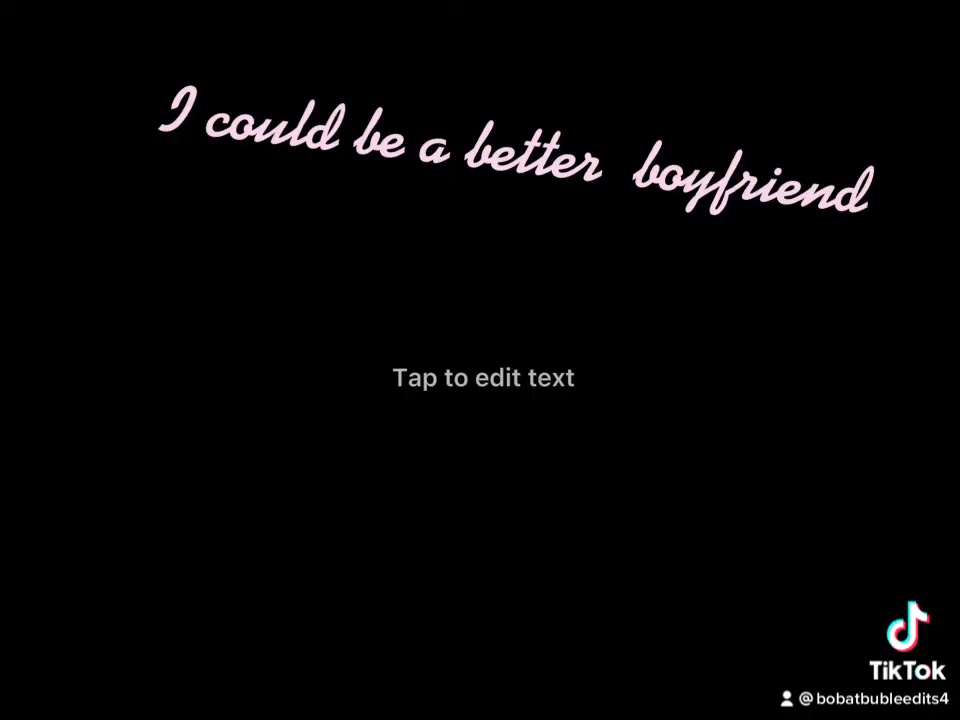 I could be a better boyfriend
Tap to edit text
TikTok
@bobatbubleedits4